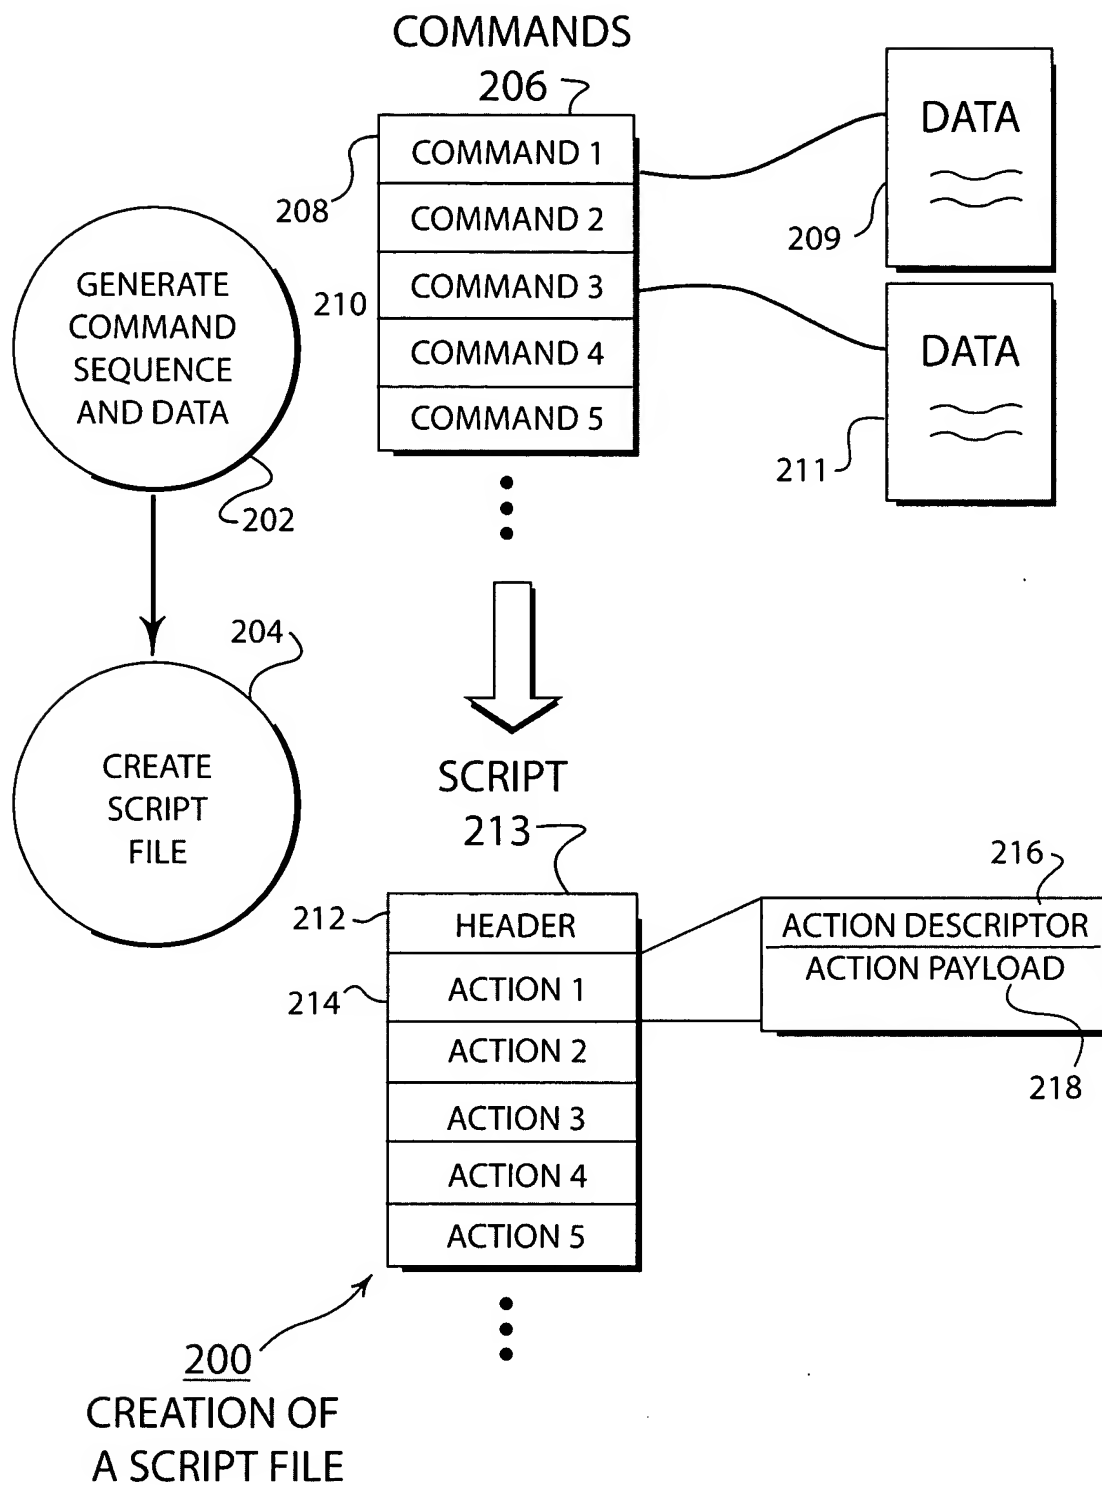 COMMANDS
206
COMMAND 1
COMMAND 2
COMMAND 3
COMMAND 4
COMMAND 5
208
210
DATA
209
DATA
211
GENERATE
COMMAND
SEQUENCE
AND DATA
202
204
CREATE
SCRIPT
FILE
SCRIPT
213
212
HEADER
214
ACTION 1
ACTION 2
ACTION 3
ACTION 4
ACTION 5
216
ACTION DESCRIPTOR
ACTION PAYLOAD
218
200
CREATION OF
A SCRIPT FILE